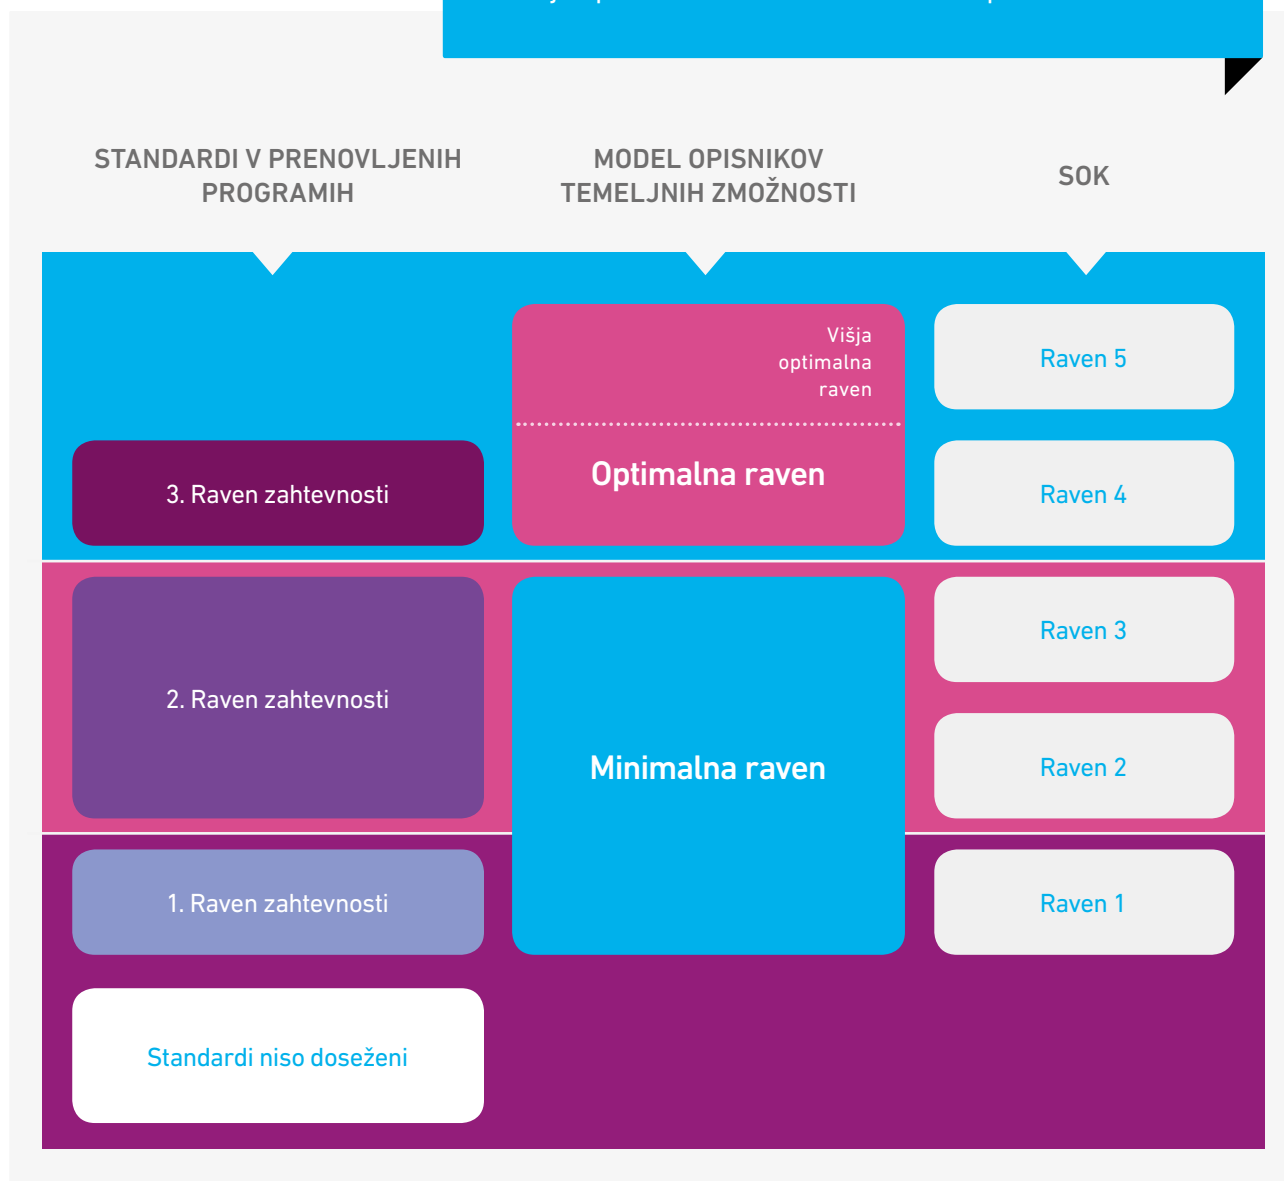 STANDARDI V PRENOVLJENIH
PROGRAMIH
MODEL OPISNIKOV
TEMELJNIH ZMOŽNOSTI
SOK
Višja
optimalna
raven
Raven 5
3. Raven zahtevnosti
Optimalna raven
Raven 4
2. Raven zahtevnosti
Minimalna raven
Raven 3
Raven 2
1. Raven zahtevnosti
Raven 1
Standardi niso doseženi